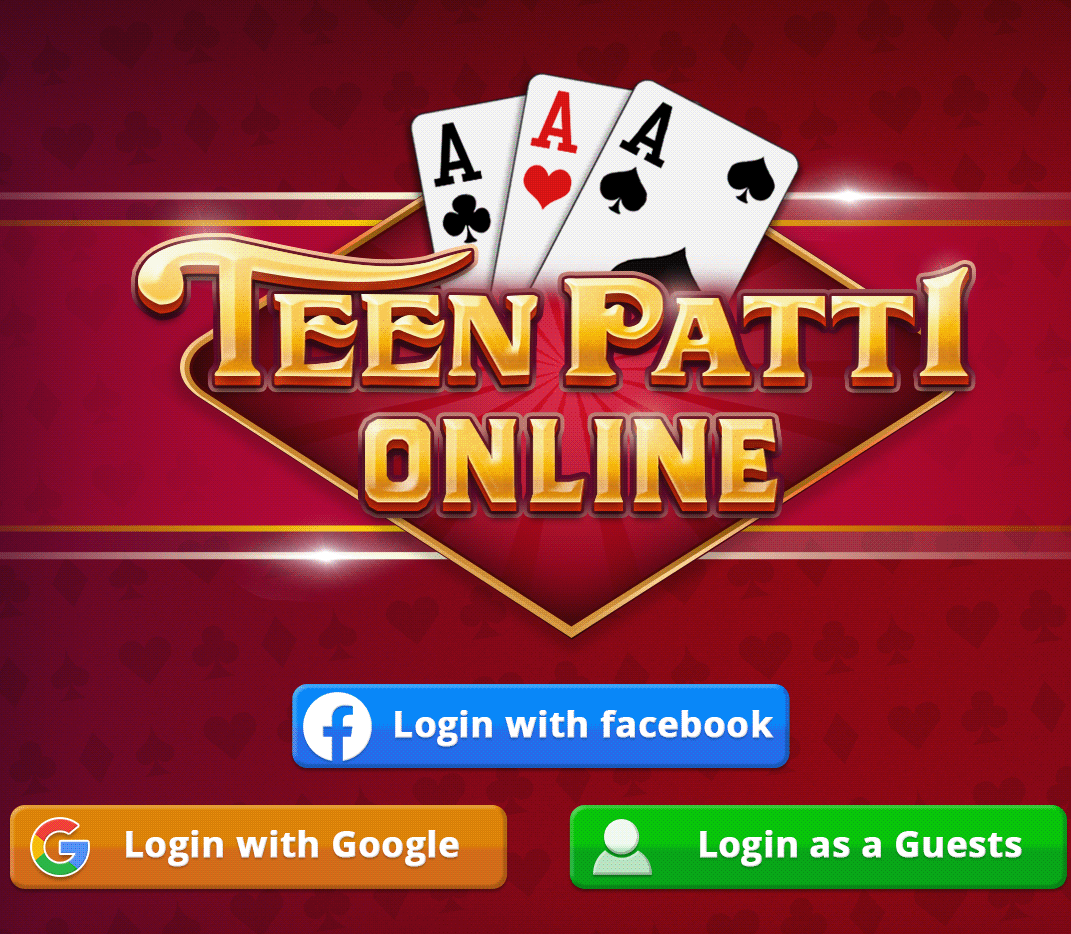 A A A
TEEN PATTI
ONLINE
Login with facebook
Login with Google
Login as a Guests